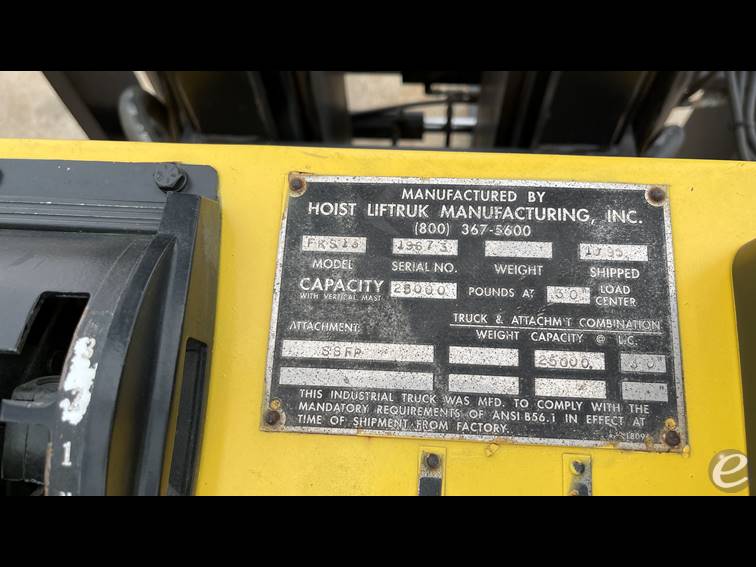 MANUFACTURED BY
HOIST LIFTRUK MANUFACTURING, INC.
(800) 367-5600
19673
MODEL SERIAL NO. WEIGHT SHIPPED
CAPACITY WITH VERTICAL MAST 25000 POUNDS AT 30 LOAD CENTER
TRUCK & ATTACHM'T COMBINATION
ATTACHMENT: WEIGHT CAPACITY @ L.C.
SSFP 25000 30
THIS INDUSTRIAL TRUCK WAS MFD. TO COMPLY WITH THE
MANDATORY REQUIREMENTS OF ANSI B56.1 IN EFFECT AT
TIME OF SHIPMENT FROM FACTORY.
1
e